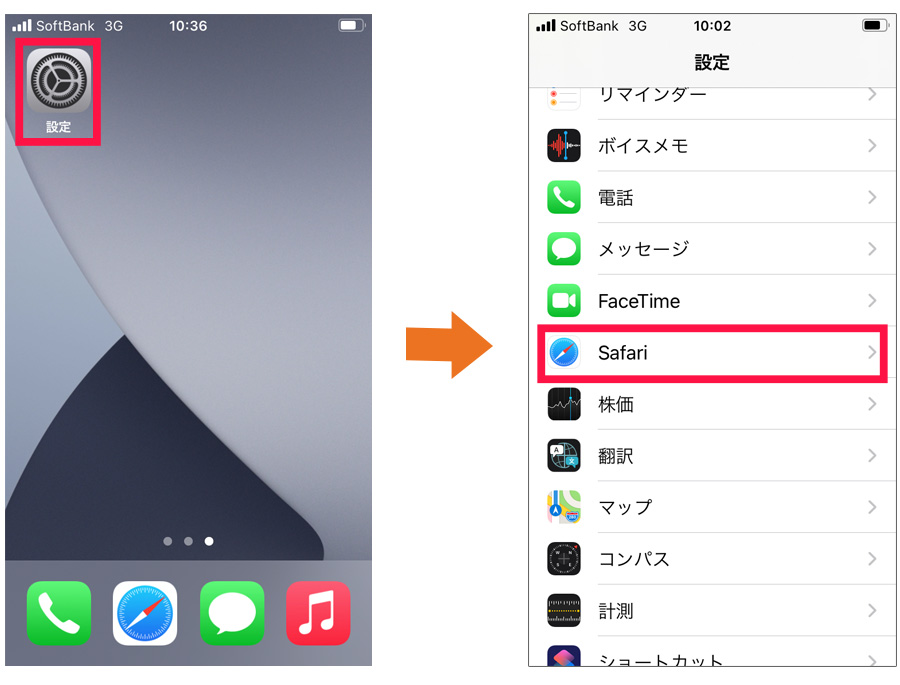 SoftBank 3G 10:36
設定
SoftBank 3G 10:02
設定
リマインダー
ボイスメモ
電話
メッセージ
FaceTime
Safari
株価
翻訳
マップ
コンパス
計測
ショートカット